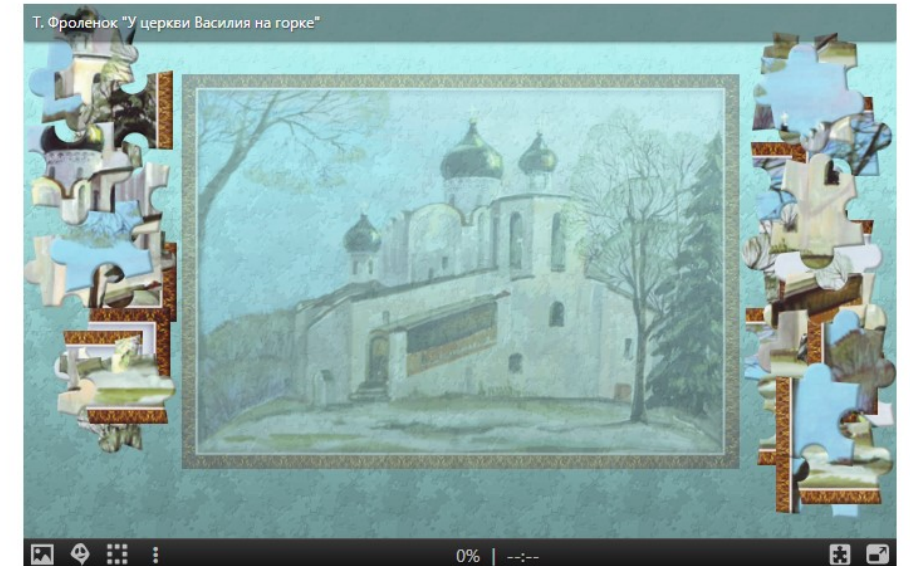 Т. Фроленок "У церкви Василия на горке"
0% | --:--